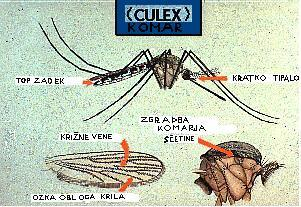 (CULEX)
KOMAR
TOP ZADEK
KRATKO TIPALO
ZGRADBA
KOMARJA
KRIŽNE VENE
ŠČETINE
OZKA OBLOGA KRILA